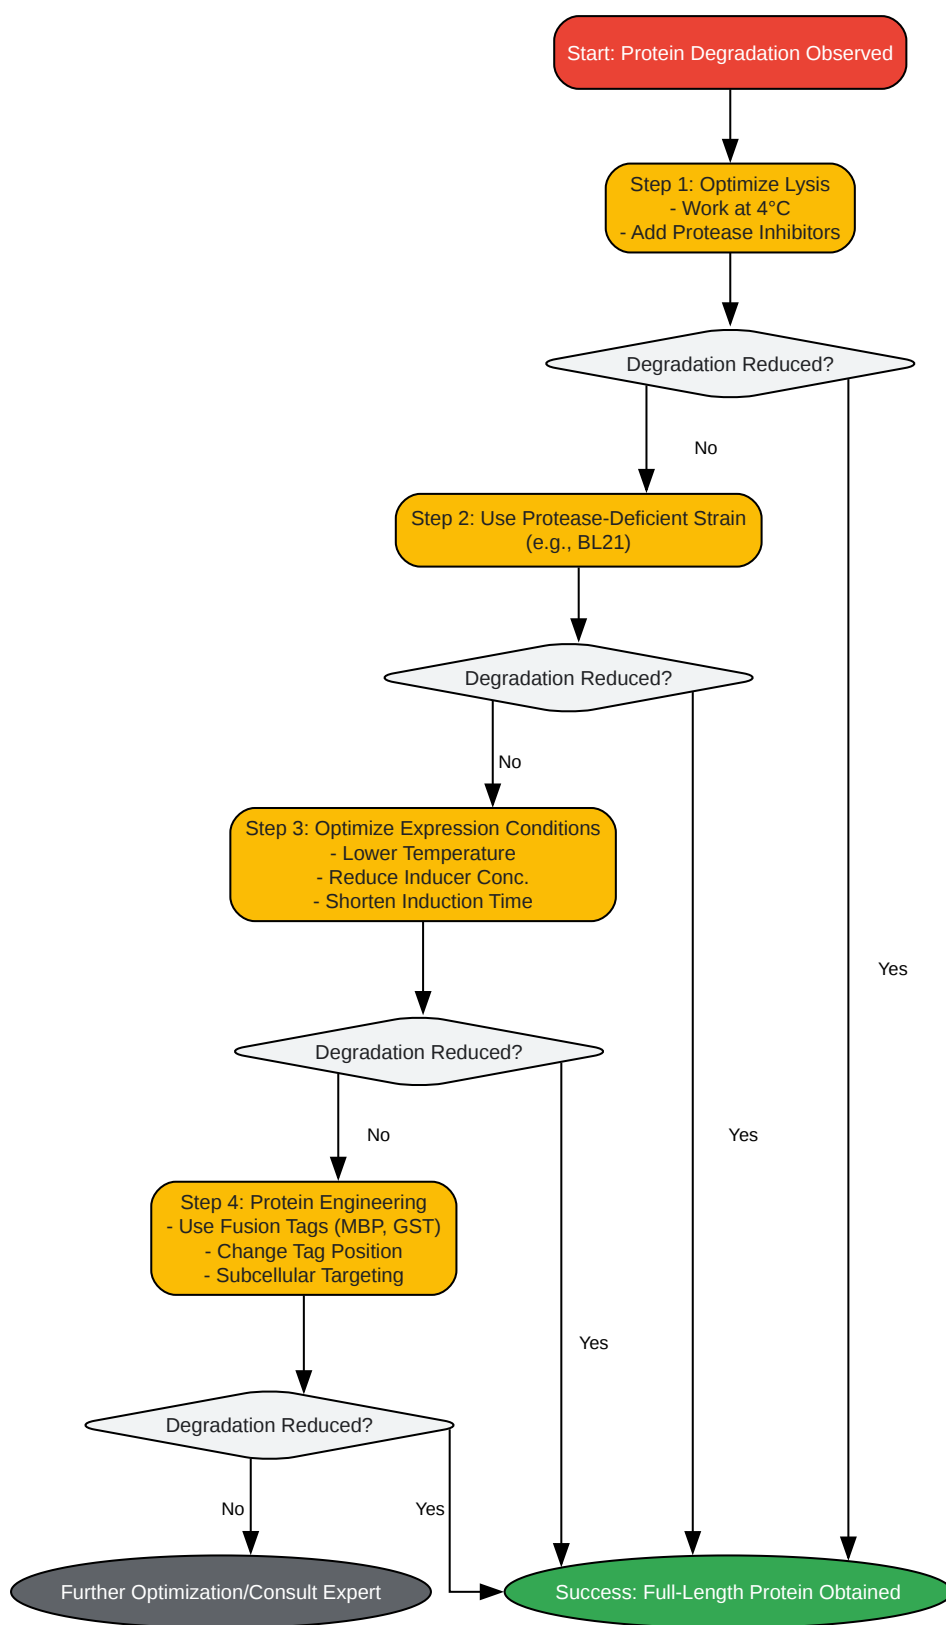 Start: Protein Degradation Observed
Step 1: Optimize Lysis
- Work at 4°C
- Add Protease Inhibitors
Degradation Reduced?
No
Step 2: Use Protease-Deficient Strain
(e.g., BL21)
Degradation Reduced?
No
Step 3: Optimize Expression Conditions
- Lower Temperature
- Reduce Inducer Conc.
- Shorten Induction Time
Yes
Degradation Reduced?
No
Yes
Step 4: Protein Engineering
- Use Fusion Tags (MBP, GST)
- Change Tag Position
- Subcellular Targeting
Yes
Degradation Reduced?
No
Yes
Further Optimization/Consult Expert
Success: Full-Length Protein Obtained